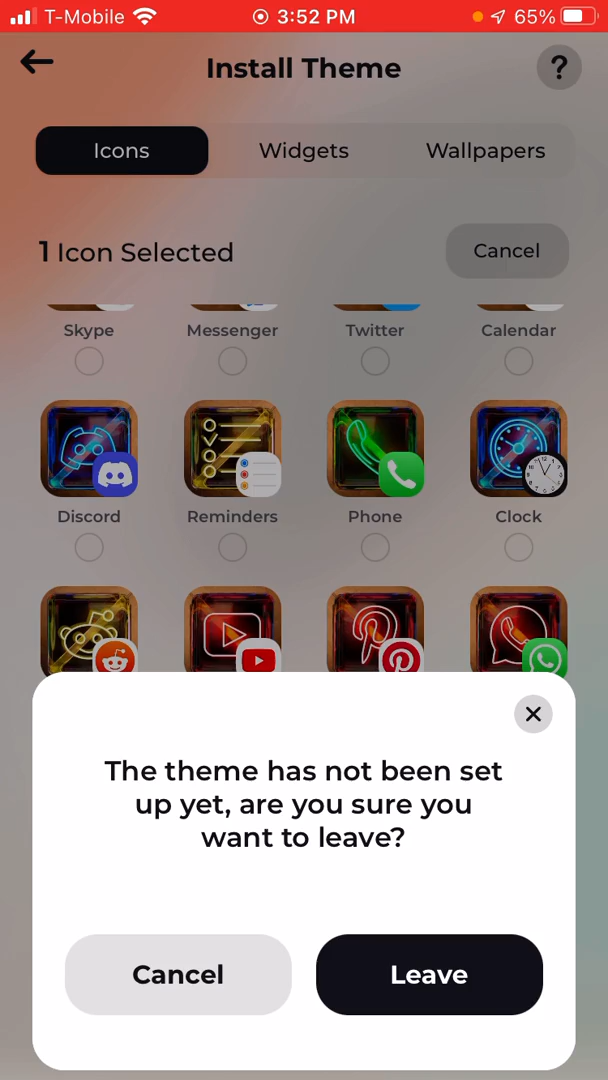 T-Mobile 3:52 PM 65%
Install Theme ?
Icons Widgets Wallpapers
1 Icon Selected Cancel
Skype Messenger Twitter Calendar
Discord Reminders Phone Clock
The theme has not been set
up yet, are you sure you
want to leave?
Cancel Leave